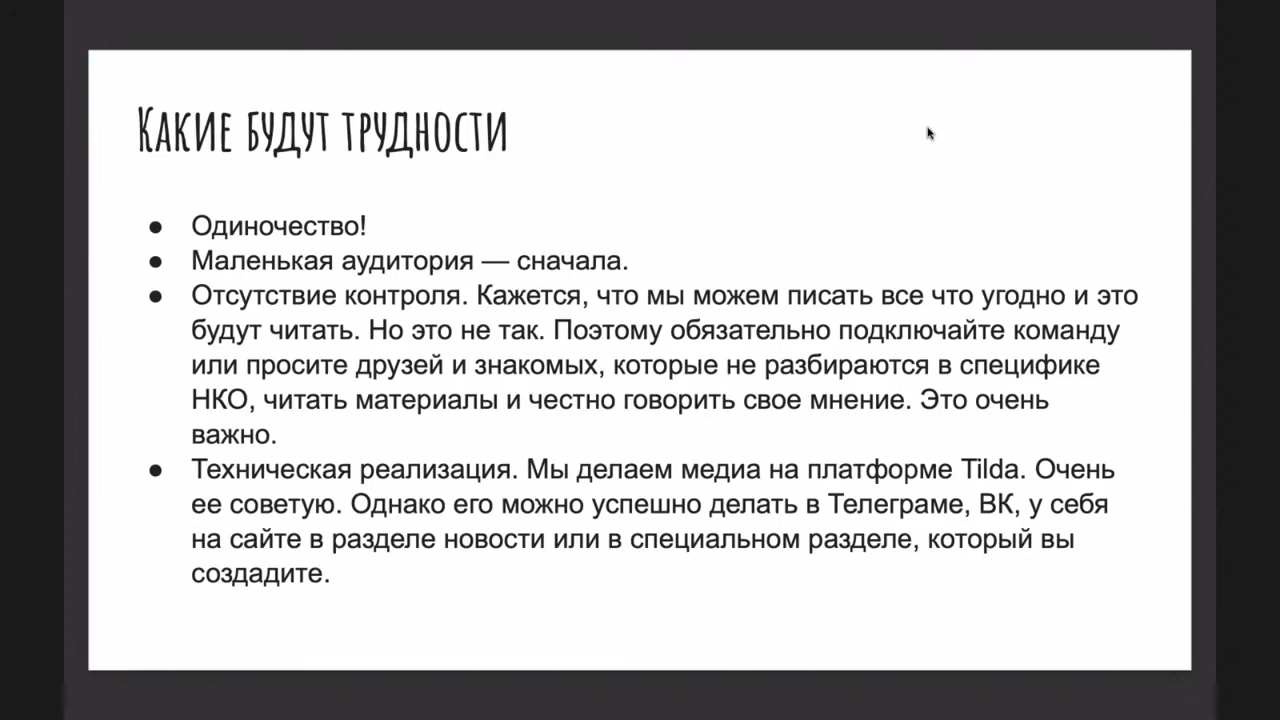 Какие будут трудности
● Одиночество!
● Маленькая аудитория — сначала.
● Отсутствие контроля. Кажется, что мы можем писать все что угодно и это
будут читать. Но это не так. Поэтому обязательно подключайте команду
или просите друзей и знакомых, которые не разбираются в специфике
НКО, читать материалы и честно говорить свое мнение. Это очень
важно.
● Техническая реализация. Мы делаем медиа на платформе Tilda. Очень
ее советую. Однако его можно успешно делать в Телеграме, ВК, у себя
на сайте в разделе новости или в специальном разделе, который вы
создадите.